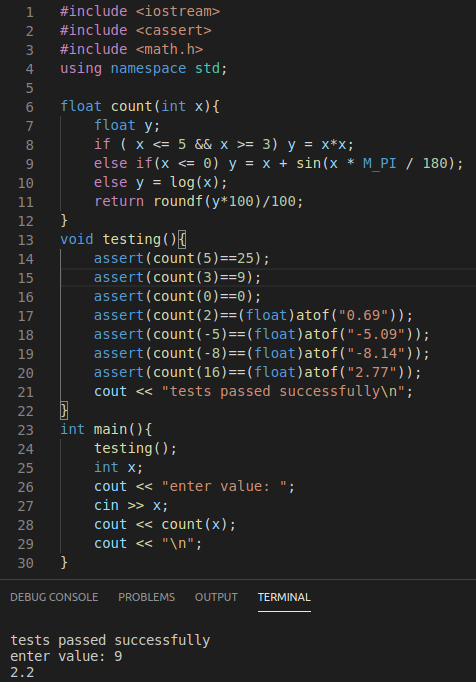 1 #include <iostream>
2 #include <cassert>
3 #include <math.h>
4 using namespace std;
5
6 float count(int x){
7     float y;
8     if ( x <= 5 && x >= 3) y = x*x;
9     else if(x <= 0) y = x + sin(x * M_PI / 180);
10     else y = log(x);
11     return roundf(y*100)/100;
12 }
13 void testing(){
14     assert(count(5)==25);
15     assert(count(3)==9);
16     assert(count(0)==0);
17     assert(count(2)==(float)atof("0.69"));
18     assert(count(-5)==(float)atof("-5.09"));
19     assert(count(-8)==(float)atof("-8.14"));
20     assert(count(16)==(float)atof("2.77"));
21     cout << "tests passed successfully\n";
22 }
23 int main(){
24     testing();
25     int x;
26     cout << "enter value: ";
27     cin >> x;
28     cout << count(x);
29     cout << "\n";
30 }
DEBUG CONSOLE PROBLEMS OUTPUT TERMINAL
tests passed successfully
enter value: 9
2.2